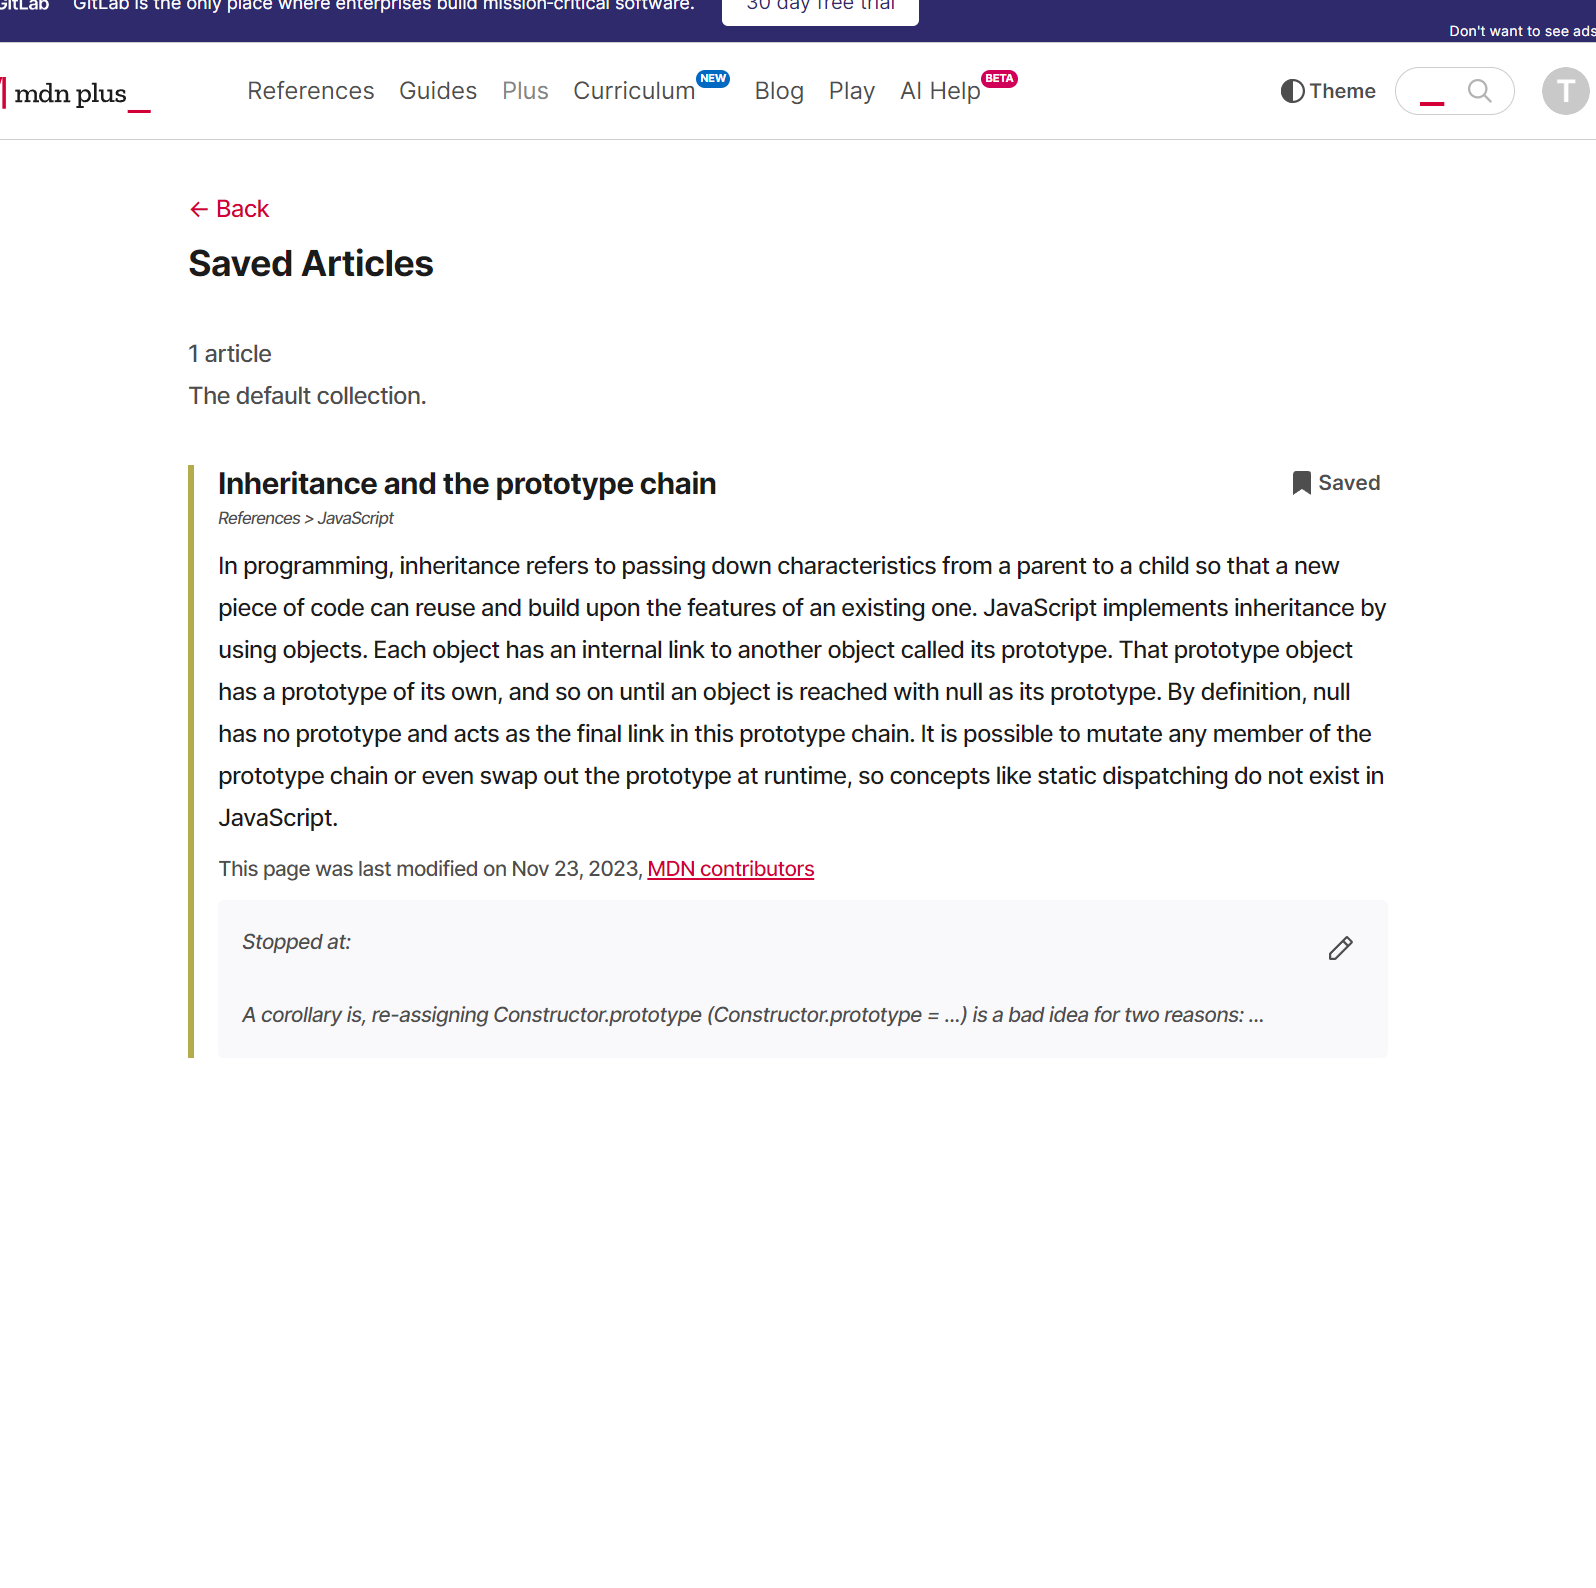 GitLab GitLab is the only place where enterprises build mission-critical software. 30 day free trial
Don't want to see ads
mdn plus_
References Guides Plus Curriculum NEW Blog Play AI Help BETA Theme T
← Back
Saved Articles
1 article
The default collection.
Inheritance and the prototype chain
Saved
References > JavaScript
In programming, inheritance refers to passing down characteristics from a parent to a child so that a new
piece of code can reuse and build upon the features of an existing one. JavaScript implements inheritance by
using objects. Each object has an internal link to another object called its prototype. That prototype object
has a prototype of its own, and so on until an object is reached with null as its prototype. By definition, null
has no prototype and acts as the final link in this prototype chain. It is possible to mutate any member of the
prototype chain or even swap out the prototype at runtime, so concepts like static dispatching do not exist in
JavaScript.
This page was last modified on Nov 23, 2023, MDN contributors
Stopped at:
A corollary is, re-assigning Constructor.prototype (Constructor.prototype = ...) is a bad idea for two reasons: ...